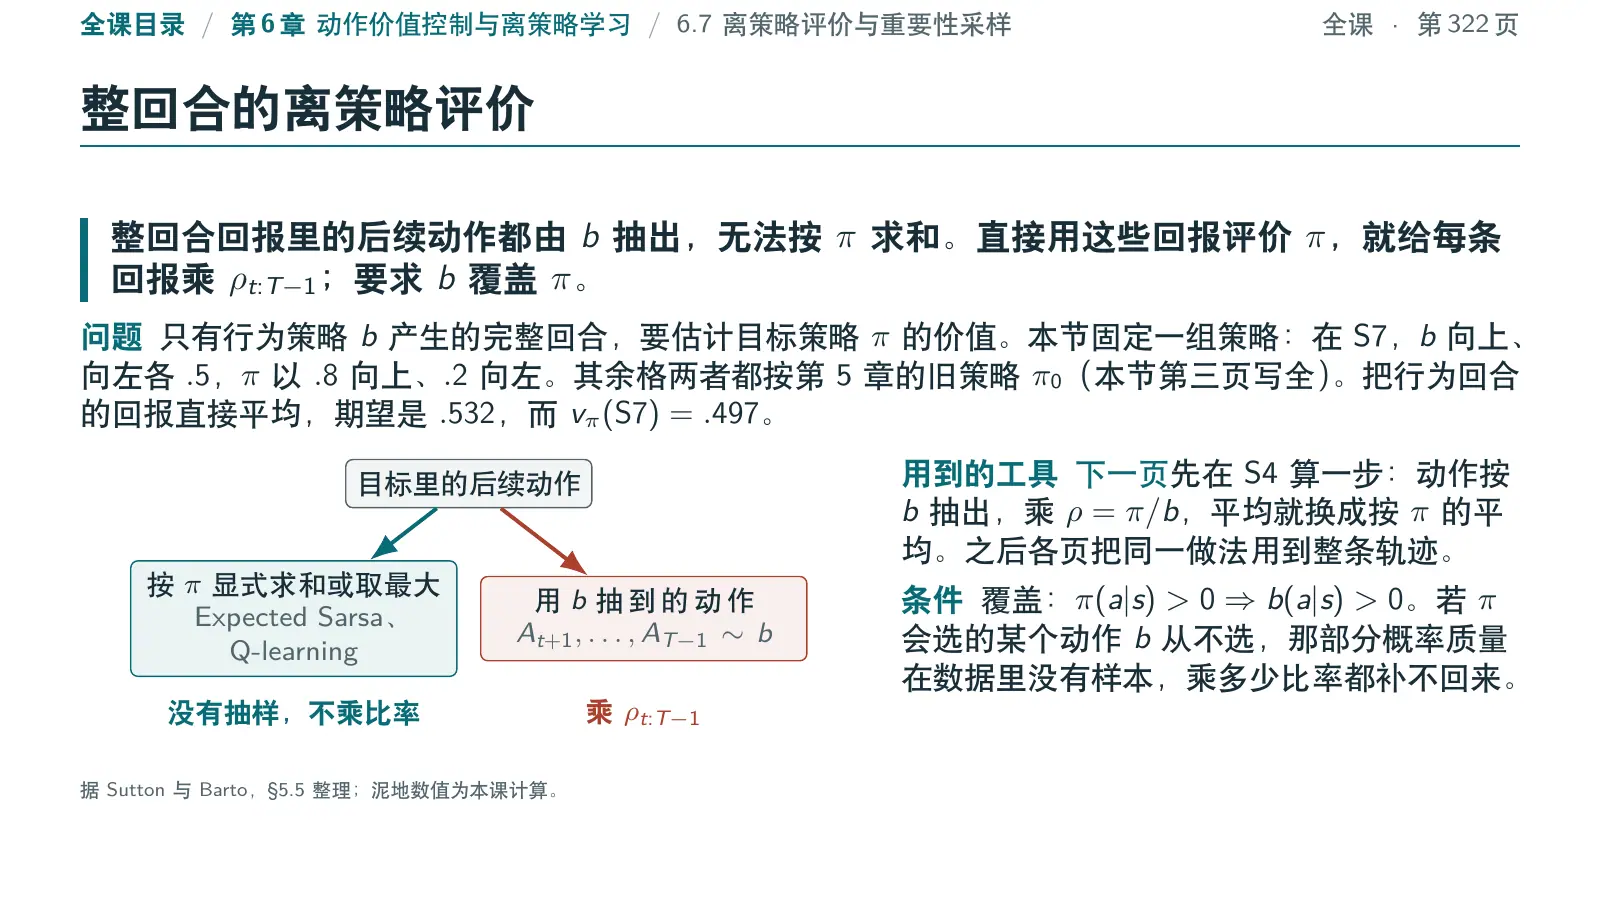 全课目录 / 第 6 章 动作价值控制与离策略学习 / 6.7 离策略评价与重要性采样
全课 · 第 322 页
整回合的离策略评价
整回合回报里的后续动作都由 b 抽出，无法按 π 求和。直接用这些回报评价 π，就给每条
回报乘 ρt:T−1；要求 b 覆盖 π。
问题 只有行为策略 b 产生的完整回合，要估计目标策略 π 的价值。本节固定一组策略：在 S7，b 向上、
向左各 .5，π 以 .8 向上、.2 向左。其余格两者都按第 5 章的旧策略 π0（本节第三页写全）。把行为回合
的回报直接平均，期望是 .532，而 vπ(S7) = .497。
目标里的后续动作
按 π 显式求和或取最大
Expected Sarsa、
Q-learning
没有抽样，不乘比率
用 b 抽到的动作
At+1, . . . , AT−1 ∼ b
乘 ρt:T−1
用到的工具 下一页先在 S4 算一步：动作按
b 抽出，乘 ρ = π/b，平均就换成按 π 的平
均。之后各页把同一做法用到整条轨迹。
条件 覆盖：π(a|s) > 0 ⇒ b(a|s) > 0。若 π
会选的某个动作 b 从不选，那部分概率质量
在数据里没有样本，乘多少比率都补不回来。
据 Sutton 与 Barto，§5.5 整理；泥地数值为本课计算。